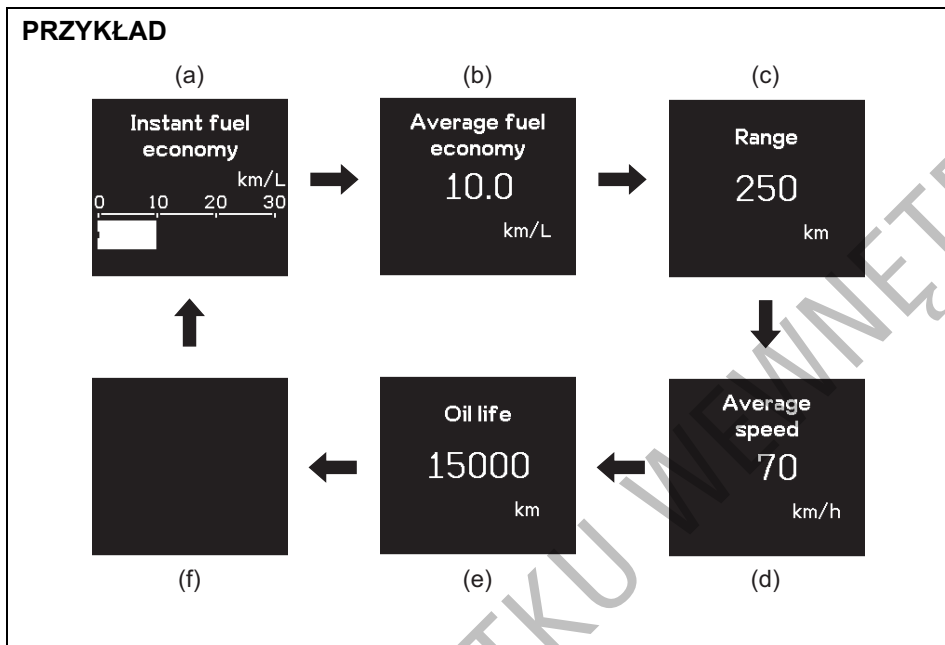 PRZYKŁAD
(a)
(b)
(c)
Instant fuel
economy
km/L
0 10 20 30
Average fuel
economy
10.0
km/L
Range
250
km
Oil life
15000
km
Average
speed
70
km/h
(f)
(e)
(d)